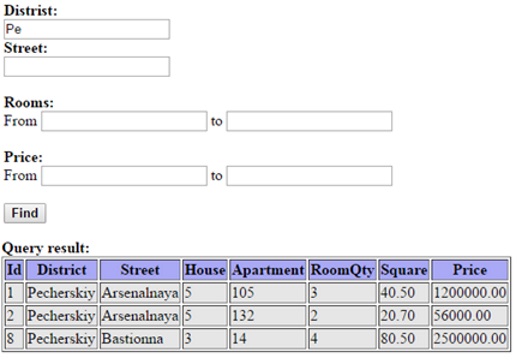 Distrist:
Pe
Street:
Rooms:
From to
Price:
From to
Find
Query result:
Id District Street House Apartment RoomQty Square Price
1 Pecherskiy Arsenalnaya 5 105 3 40.50 1200000.00
2 Pecherskiy Arsenalnaya 5 132 2 20.70 56000.00
8 Pecherskiy Bastionna 3 14 4 80.50 2500000.00